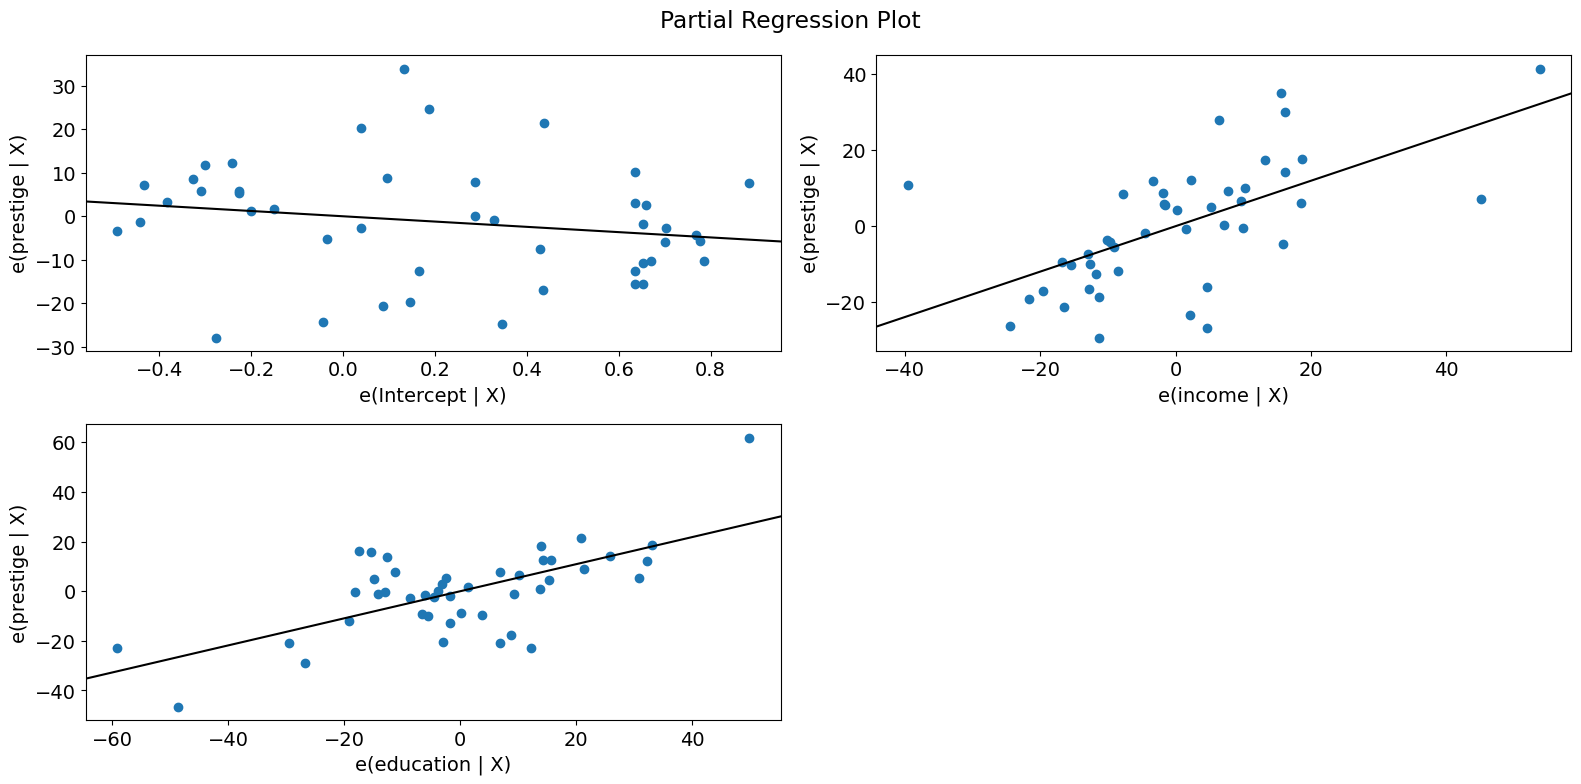 Partial Regression Plot
e(prestige | X)
30
20
10
0
−10
−20
−30
−0.4 −0.2 0.0 0.2 0.4 0.6 0.8
e(Intercept | X)
e(prestige | X)
40
20
0
−20
−40 −20 0 20 40
e(income | X)
e(prestige | X)
60
40
20
0
−20
−40
−60 −40 −20 0 20 40
e(education | X)